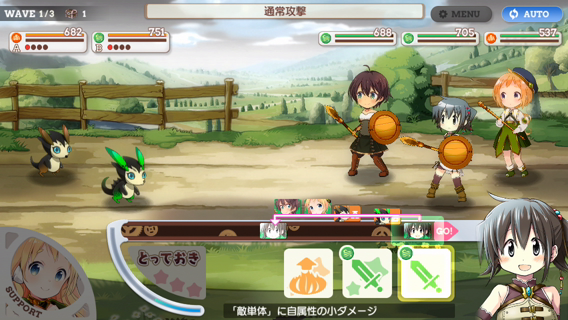 WAVE 1/3 1
通常攻撃
MENU
AUTO
682
A
751
B
688
705
537
GO!
とっておき
SUPPORT
「敵単体」に自属性の小ダメージ